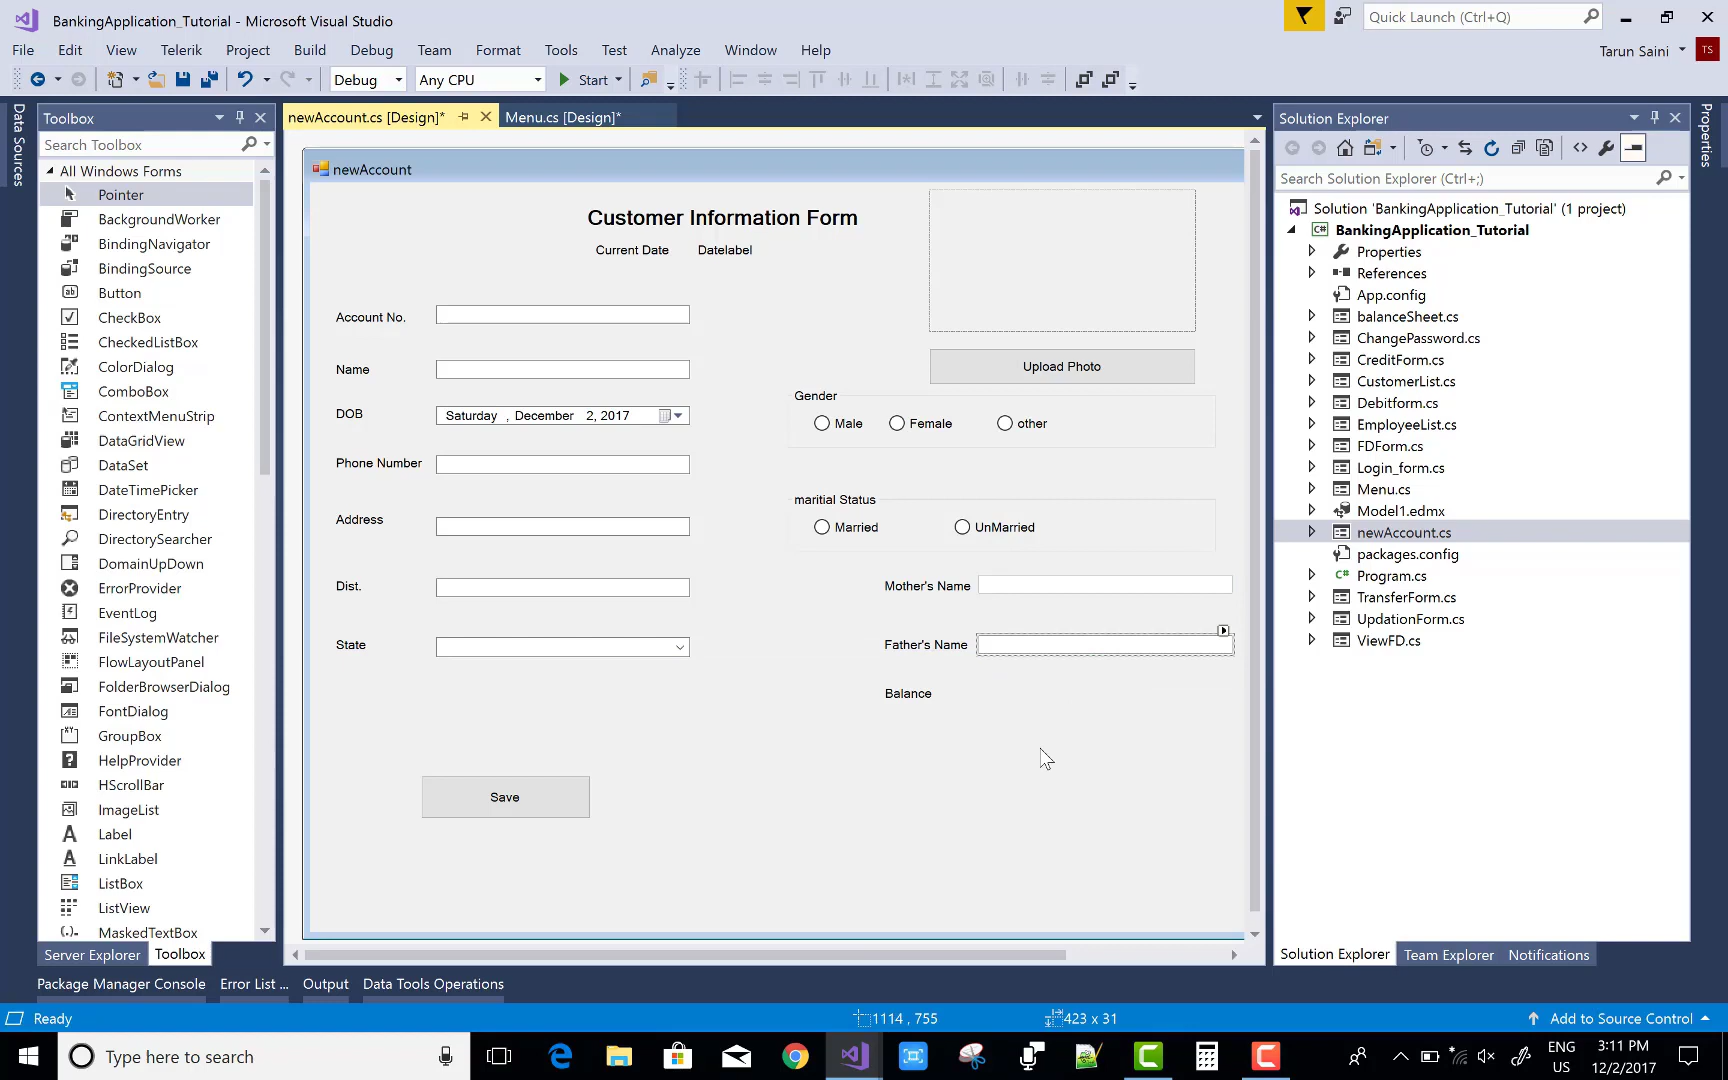 BankingApplication_Tutorial - Microsoft Visual Studio
Quick Launch (Ctrl+Q)
File Edit View Telerik Project Build Debug Team Format Tools Test Analyze Window Help
Tarun Saini TS
Debug Any CPU Start
Data Sources
Toolbox
Search Toolbox
All Windows Forms
Pointer
BackgroundWorker
BindingNavigator
BindingSource
Button
CheckBox
CheckedListBox
ColorDialog
ComboBox
ContextMenuStrip
DataGridView
DataSet
DateTimePicker
DirectoryEntry
DirectorySearcher
DomainUpDown
ErrorProvider
EventLog
FileSystemWatcher
FlowLayoutPanel
FolderBrowserDialog
FontDialog
GroupBox
HelpProvider
HScrollBar
ImageList
Label
LinkLabel
ListBox
ListView
MaskedTextBox
Server Explorer Toolbox
newAccount.cs [Design]* Menu.cs [Design]*
newAccount
Customer Information Form
Current Date Datelabel
Account No.
Name
DOB Saturday , December 2, 2017
Phone Number
Address
Dist.
State
Save
Upload Photo
Gender
Male Female other
maritial Status
Married UnMarried
Mother's Name
Father's Name
Balance
Solution Explorer
Search Solution Explorer (Ctrl+;)
Solution 'BankingApplication_Tutorial' (1 project)
C# BankingApplication_Tutorial
Properties
References
App.config
balanceSheet.cs
ChangePassword.cs
CreditForm.cs
CustomerList.cs
Debitform.cs
EmployeeList.cs
FDForm.cs
Login_form.cs
Menu.cs
Model1.edmx
newAccount.cs
packages.config
C# Program.cs
TransferForm.cs
UpdationForm.cs
ViewFD.cs
Solution Explorer Team Explorer Notifications
Properties
Package Manager Console Error List ... Output Data Tools Operations
Ready 1114 , 755 423 x 31 Add to Source Control
Type here to search
ENG
US
3:11 PM
12/2/2017